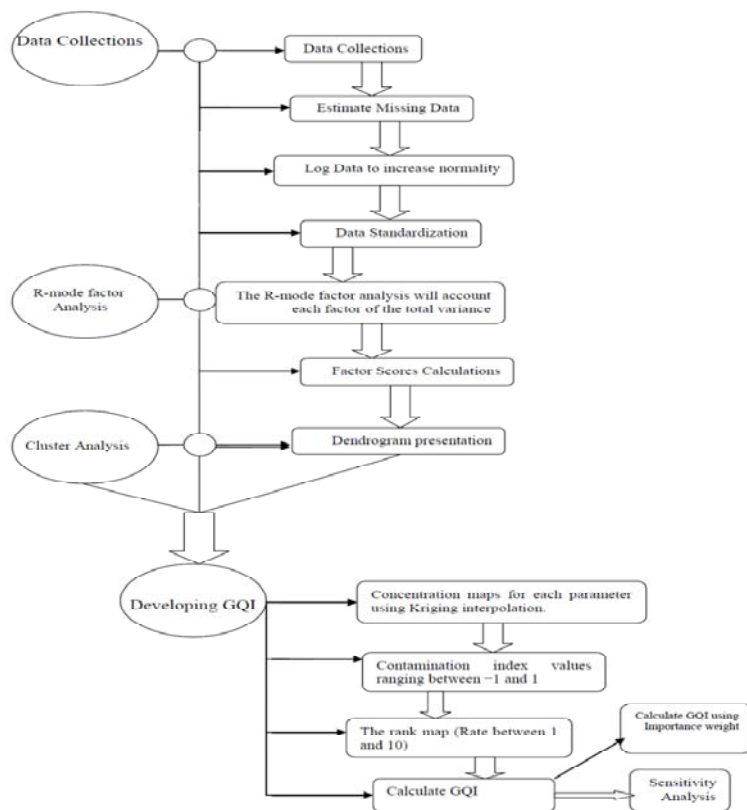 Data Collections
Data Collections
Estimate Missing Data
Log Data to increase normality
Data Standardization
R-mode factor
Analysis
The R-mode factor analysis will account
each factor of the total variance
Factor Scores Calculations
Cluster Analysis
Dendrogram presentation
Developing GQI
Concentration maps for each parameter
using Kriging interpolation.
Contamination index values
ranging between −1 and 1
The rank map (Rate between 1
and 10)
Calculate GQI using
Importance weight
Calculate GQI
Sensitivity
Analysis